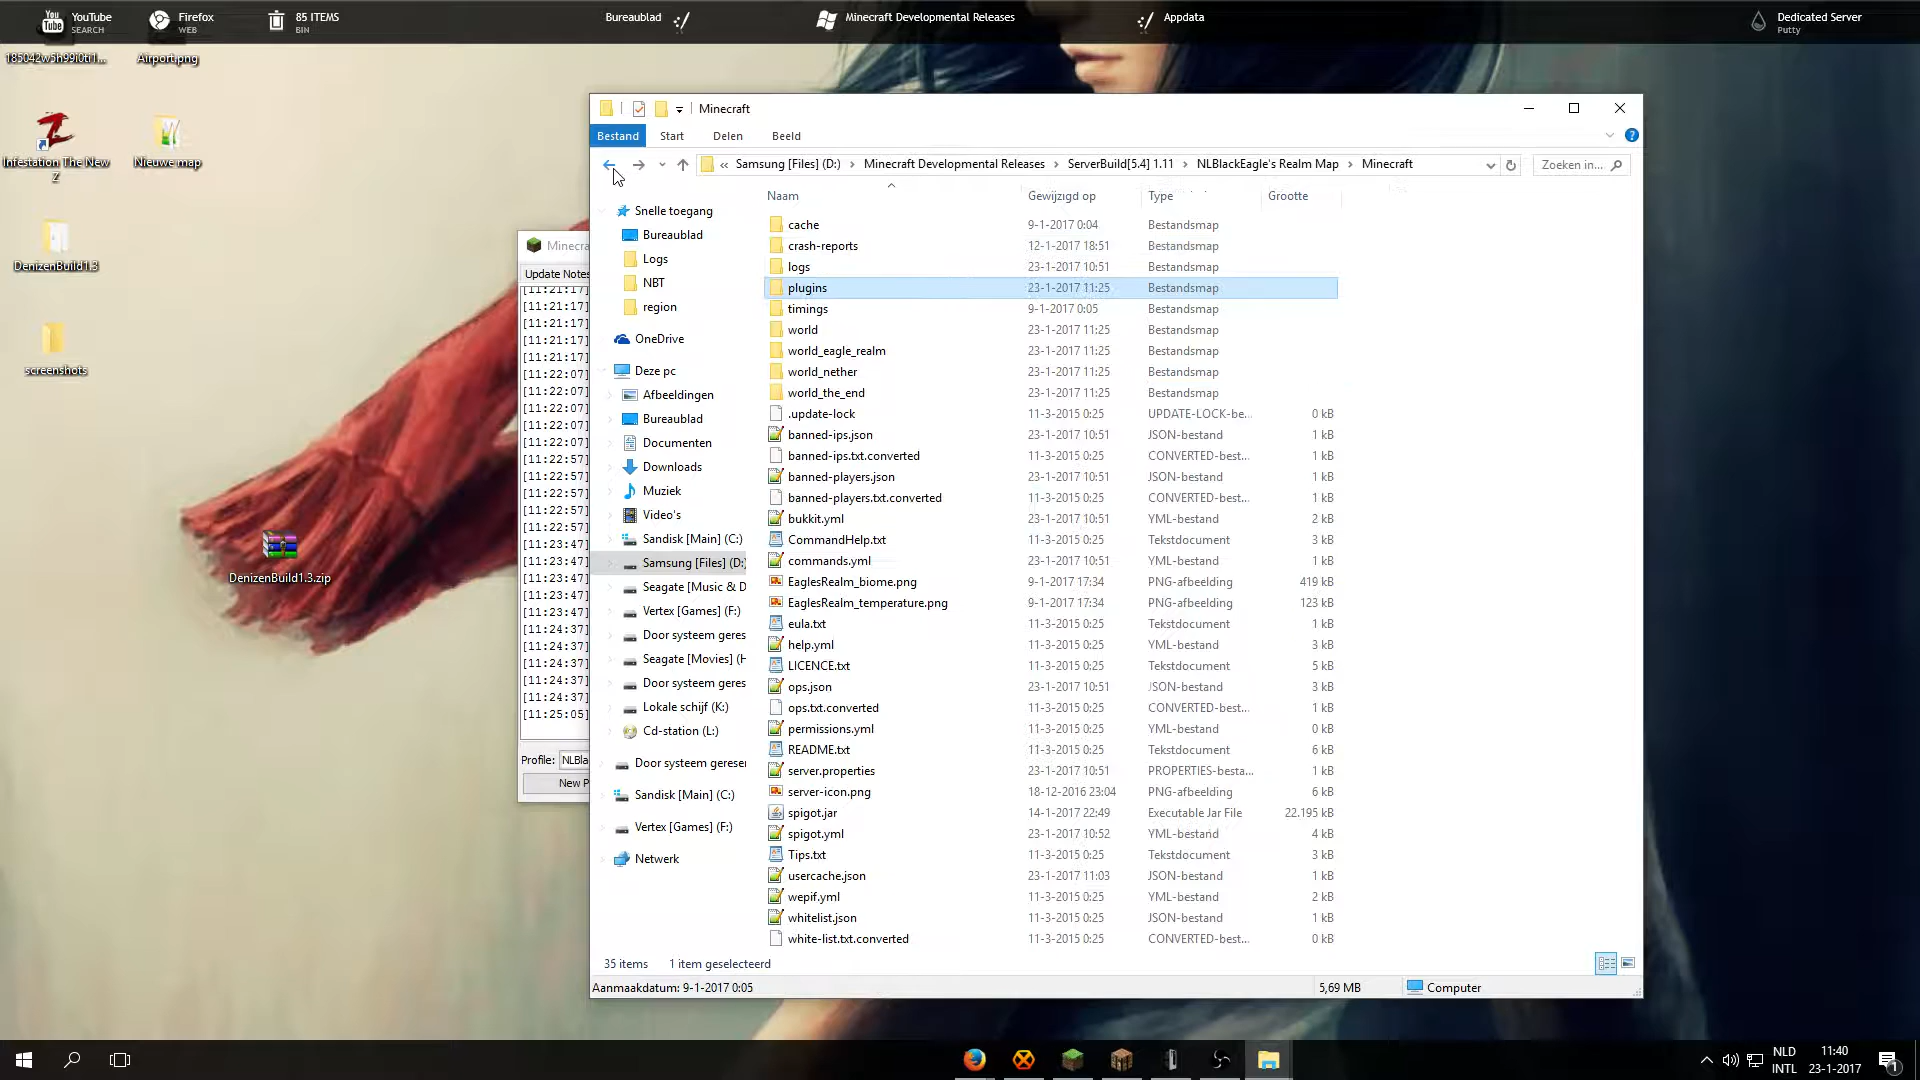 YouTube
SEARCH
Firefox
WEB
85 ITEMS
BIN
Bureaublad
Minecraft Developmental Releases
Appdata
Dedicated Server
Putty
Airport.png
Infestation The New Z
Nieuwe map
DenizenBuild1.3
screenshots
DenizenBuild1.3.zip
Minecra
Update Notes
[11:21:17]
[11:21:17]
[11:21:17]
[11:21:17]
[11:21:17]
[11:22:07]
[11:22:07]
[11:22:07]
[11:22:07]
[11:22:07]
[11:22:57]
[11:22:57]
[11:22:57]
[11:22:57]
[11:22:57]
[11:23:47]
[11:23:47]
[11:23:47]
[11:23:47]
[11:23:47]
[11:24:37]
[11:24:37]
[11:24:37]
[11:24:37]
[11:24:37]
[11:25:05]
Profile: NLBla
New P
Minecraft
Bestand Start Delen Beeld
« Samsung [Files] (D:) › Minecraft Developmental Releases › ServerBuild[5.4] 1.11 › NLBlackEagle's Realm Map › Minecraft
Zoeken in...
Snelle toegang
Bureaublad
Logs
NBT
region
OneDrive
Deze pc
Afbeeldingen
Bureaublad
Documenten
Downloads
Muziek
Video's
Sandisk [Main] (C:)
Samsung [Files] (D:)
Seagate [Music & D
Vertex [Games] (F:)
Door systeem geres
Seagate [Movies] (H
Door systeem geres
Lokale schijf (K:)
Cd-station (L:)
Door systeem gereser
Sandisk [Main] (C:)
Vertex [Games] (F:)
Netwerk
Naam Gewijzigd op Type Grootte
cache 9-1-2017 0:04 Bestandsmap
crash-reports 12-1-2017 18:51 Bestandsmap
logs 23-1-2017 10:51 Bestandsmap
plugins 23-1-2017 11:25 Bestandsmap
timings 9-1-2017 0:05 Bestandsmap
world 23-1-2017 11:25 Bestandsmap
world_eagle_realm 23-1-2017 11:25 Bestandsmap
world_nether 23-1-2017 11:25 Bestandsmap
world_the_end 23-1-2017 11:25 Bestandsmap
.update-lock 11-3-2015 0:25 UPDATE-LOCK-be... 0 kB
banned-ips.json 23-1-2017 10:51 JSON-bestand 1 kB
banned-ips.txt.converted 11-3-2015 0:25 CONVERTED-best... 1 kB
banned-players.json 23-1-2017 10:51 JSON-bestand 1 kB
banned-players.txt.converted 11-3-2015 0:25 CONVERTED-best... 1 kB
bukkit.yml 23-1-2017 10:51 YML-bestand 2 kB
CommandHelp.txt 11-3-2015 0:25 Tekstdocument 3 kB
commands.yml 23-1-2017 10:51 YML-bestand 1 kB
EaglesRealm_biome.png 9-1-2017 17:34 PNG-afbeelding 419 kB
EaglesRealm_temperature.png 9-1-2017 17:34 PNG-afbeelding 123 kB
eula.txt 11-3-2015 0:25 Tekstdocument 1 kB
help.yml 11-3-2015 0:25 YML-bestand 3 kB
LICENCE.txt 11-3-2015 0:25 Tekstdocument 5 kB
ops.json 23-1-2017 10:51 JSON-bestand 3 kB
ops.txt.converted 11-3-2015 0:25 CONVERTED-best... 1 kB
permissions.yml 11-3-2015 0:25 YML-bestand 0 kB
README.txt 11-3-2015 0:25 Tekstdocument 6 kB
server.properties 23-1-2017 10:51 PROPERTIES-besta... 1 kB
server-icon.png 18-12-2016 23:04 PNG-afbeelding 6 kB
spigot.jar 14-1-2017 22:49 Executable Jar File 22.195 kB
spigot.yml 23-1-2017 10:52 YML-bestand 4 kB
Tips.txt 11-3-2015 0:25 Tekstdocument 3 kB
usercache.json 23-1-2017 11:03 JSON-bestand 1 kB
wepif.yml 11-3-2015 0:25 YML-bestand 2 kB
whitelist.json 11-3-2015 0:25 JSON-bestand 1 kB
white-list.txt.converted 11-3-2015 0:25 CONVERTED-best... 0 kB
35 items 1 item geselecteerd
Aanmaakdatum: 9-1-2017 0:05 5,69 MB Computer
NLD
INTL
11:40
23-1-2017
1